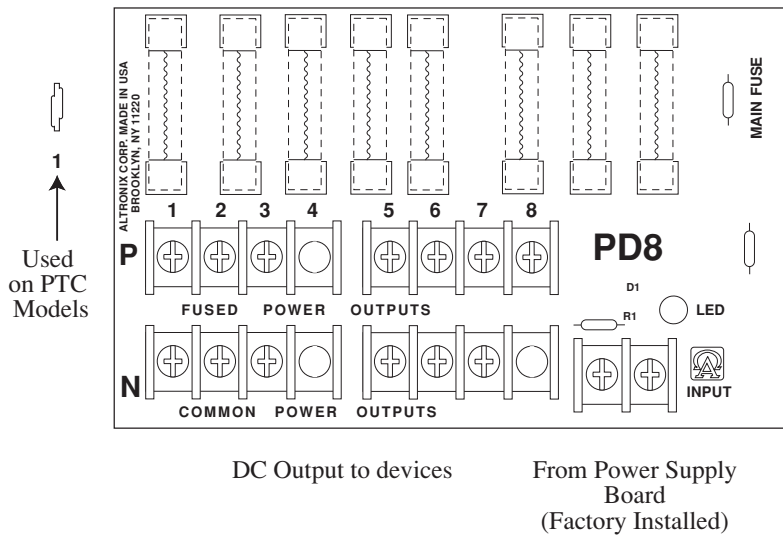 ALTRONIX CORP. MADE IN USA
BROOKLYN, NY 11220
MAIN FUSE
1
Used
on PTC
Models
1 2 3 4 5 6 7 8
P
PD8
FUSED POWER OUTPUTS
D1
LED
R1
N
INPUT
COMMON POWER OUTPUTS
DC Output to devices
From Power Supply
Board
(Factory Installed)